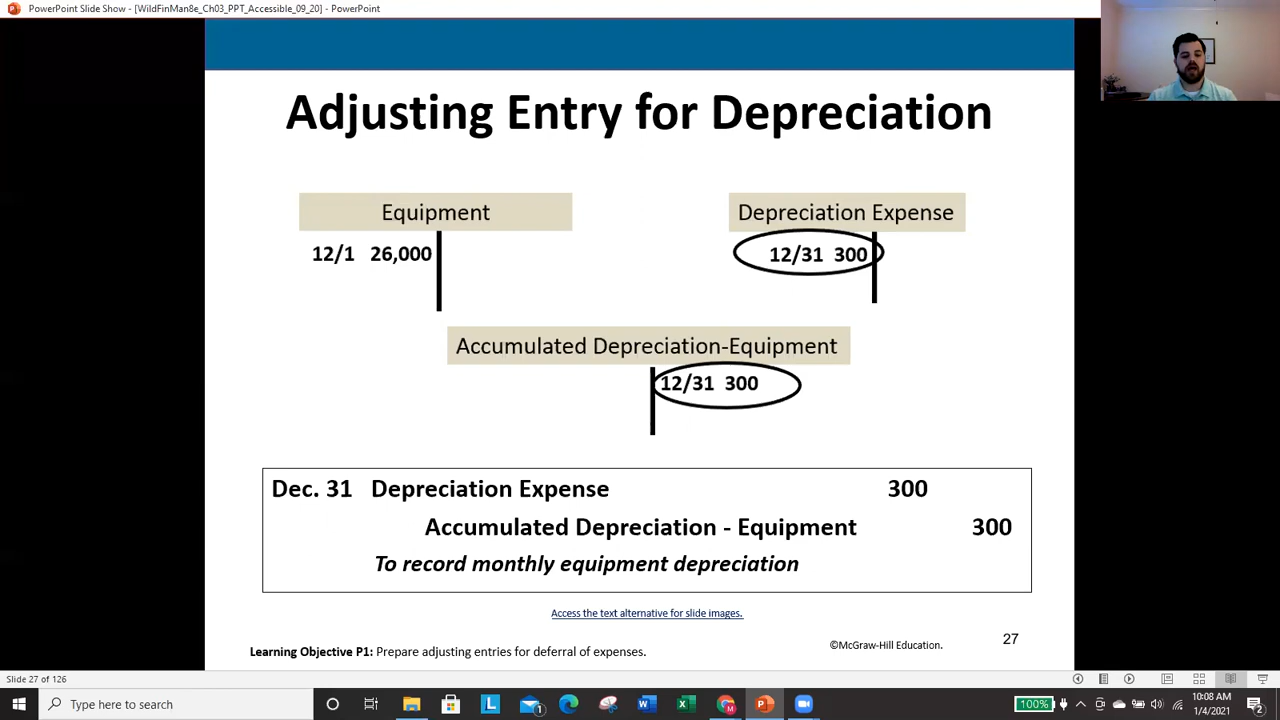 PowerPoint Slide Show - [WildFinMan8e_Ch03_PPT_Accessible_09_20] - PowerPoint
Adjusting Entry for Depreciation
Equipment
Depreciation Expense
12/1 26,000
12/31 300
Accumulated Depreciation-Equipment
12/31 300
Dec. 31 Depreciation Expense 300
Accumulated Depreciation - Equipment 300
To record monthly equipment depreciation
Access the text alternative for slide images.
Learning Objective P1: Prepare adjusting entries for deferral of expenses.
©McGraw-Hill Education.
27
Slide 27 of 126
Type here to search
100%
10:08 AM
1/4/2021